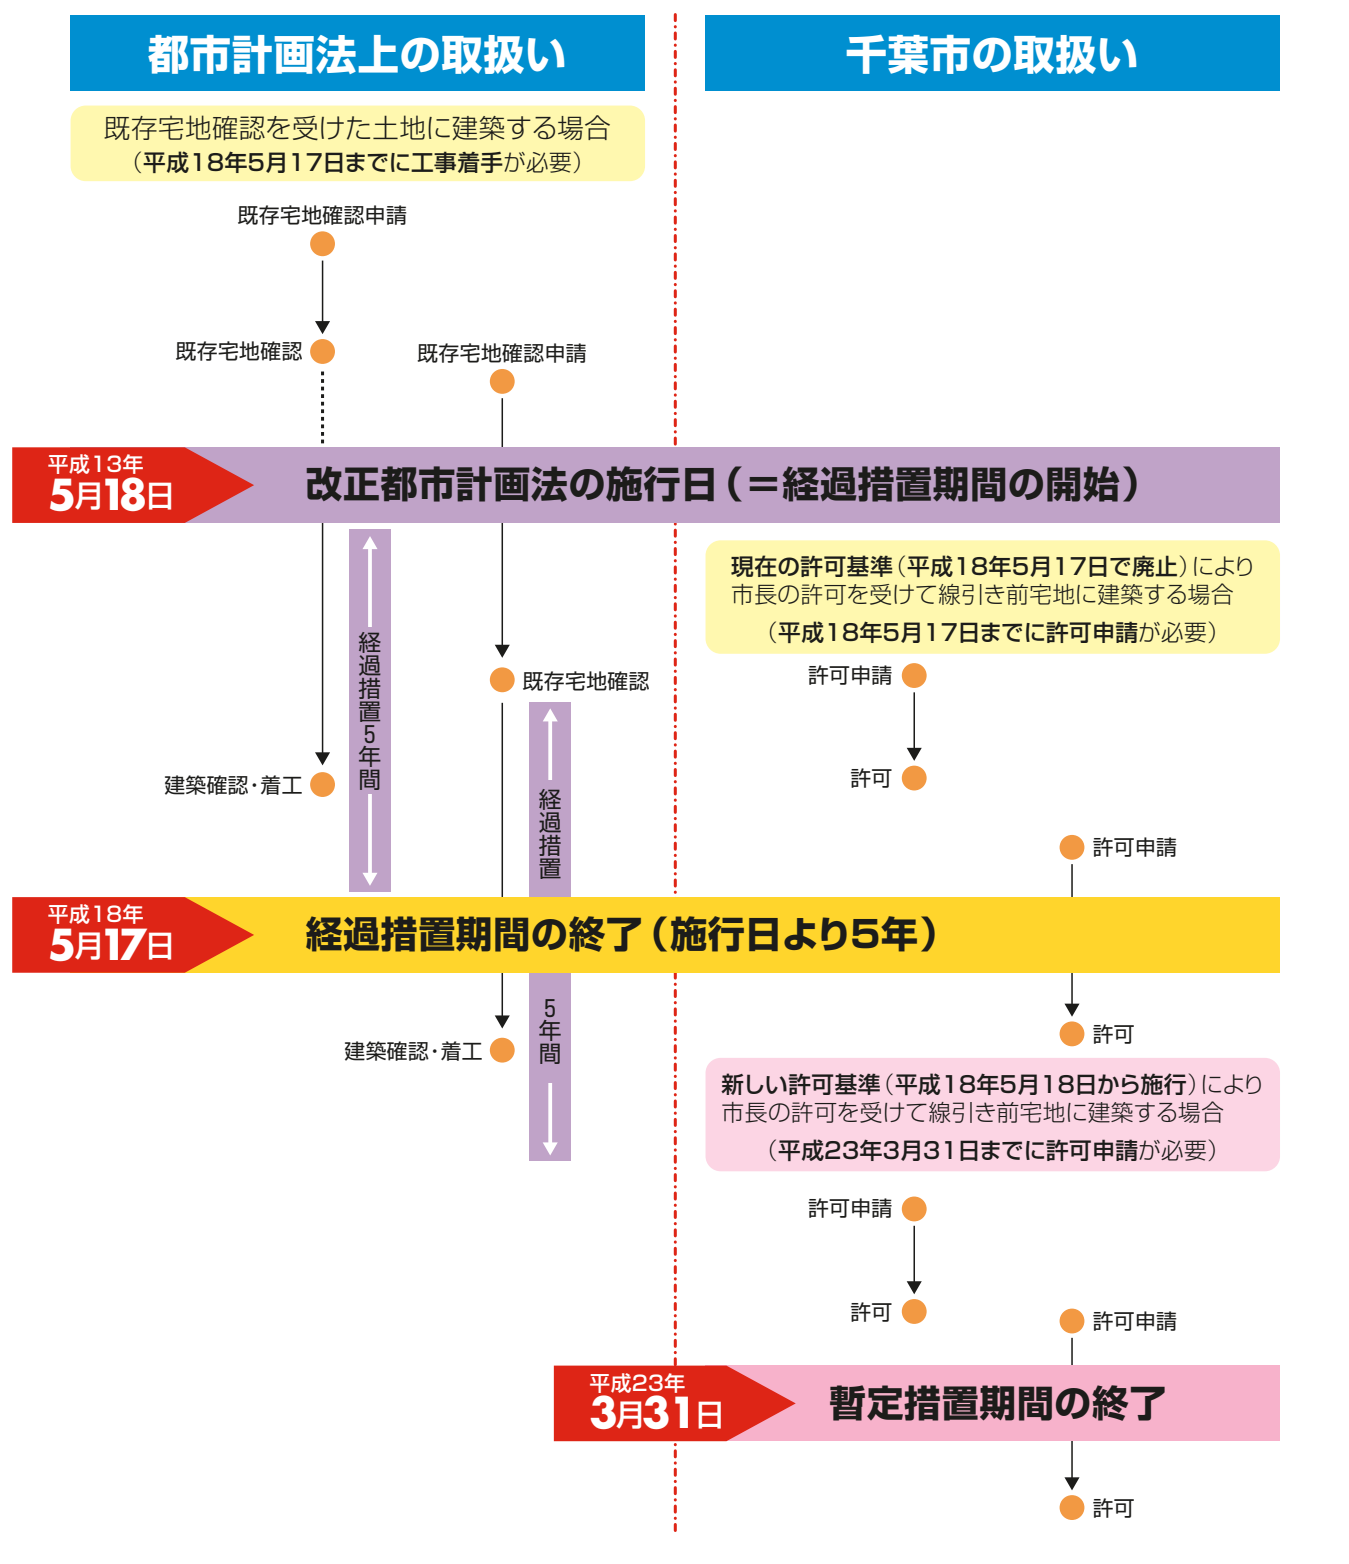 都市計画法上の取扱い
千葉市の取扱い
既存宅地確認を受けた土地に建築する場合
（平成18年5月17日までに工事着手が必要）
既存宅地確認申請
既存宅地確認
既存宅地確認申請
平成13年
5月18日
改正都市計画法の施行日（＝経過措置期間の開始）
経過措置5年間
現在の許可基準（平成18年5月17日で廃止）により
市長の許可を受けて線引き前宅地に建築する場合
（平成18年5月17日までに許可申請が必要）
既存宅地確認
許可申請
許可
建築確認・着工
経過措置
許可申請
平成18年
5月17日
経過措置期間の終了（施行日より5年）
5年間
建築確認・着工
許可
新しい許可基準（平成18年5月18日から施行）により
市長の許可を受けて線引き前宅地に建築する場合
（平成23年3月31日までに許可申請が必要）
許可申請
許可
許可申請
平成23年
3月31日
暫定措置期間の終了
許可